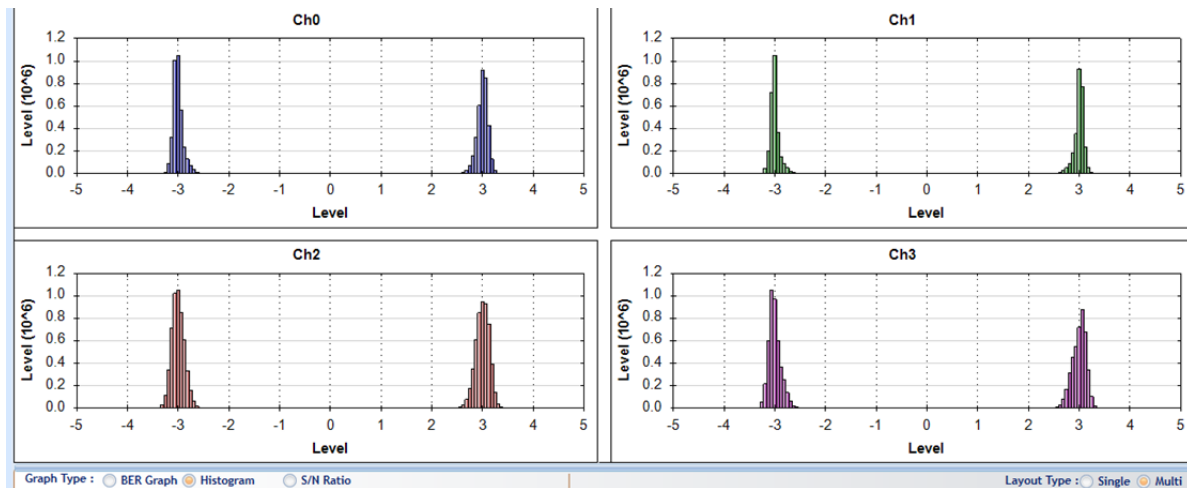 Ch0
1.2
1.0
0.8
0.6
0.4
0.2
0.0
Level (10^6)
-5 -4 -3 -2 -1 0 1 2 3 4 5
Level
Ch1
1.2
1.0
0.8
0.6
0.4
0.2
0.0
Level (10^6)
-5 -4 -3 -2 -1 0 1 2 3 4 5
Level
Ch2
1.2
1.0
0.8
0.6
0.4
0.2
0.0
Level (10^6)
-5 -4 -3 -2 -1 0 1 2 3 4 5
Level
Ch3
1.2
1.0
0.8
0.6
0.4
0.2
0.0
Level (10^6)
-5 -4 -3 -2 -1 0 1 2 3 4 5
Level
Graph Type : BER Graph Histogram S/N Ratio
Layout Type : Single Multi